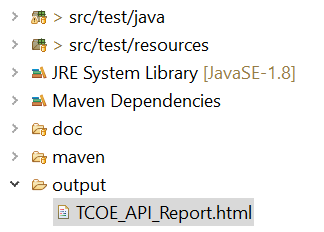 > src/test/java
> src/test/resources
JRE System Library [JavaSE-1.8]
Maven Dependencies
doc
maven
output
TCOE_API_Report.html